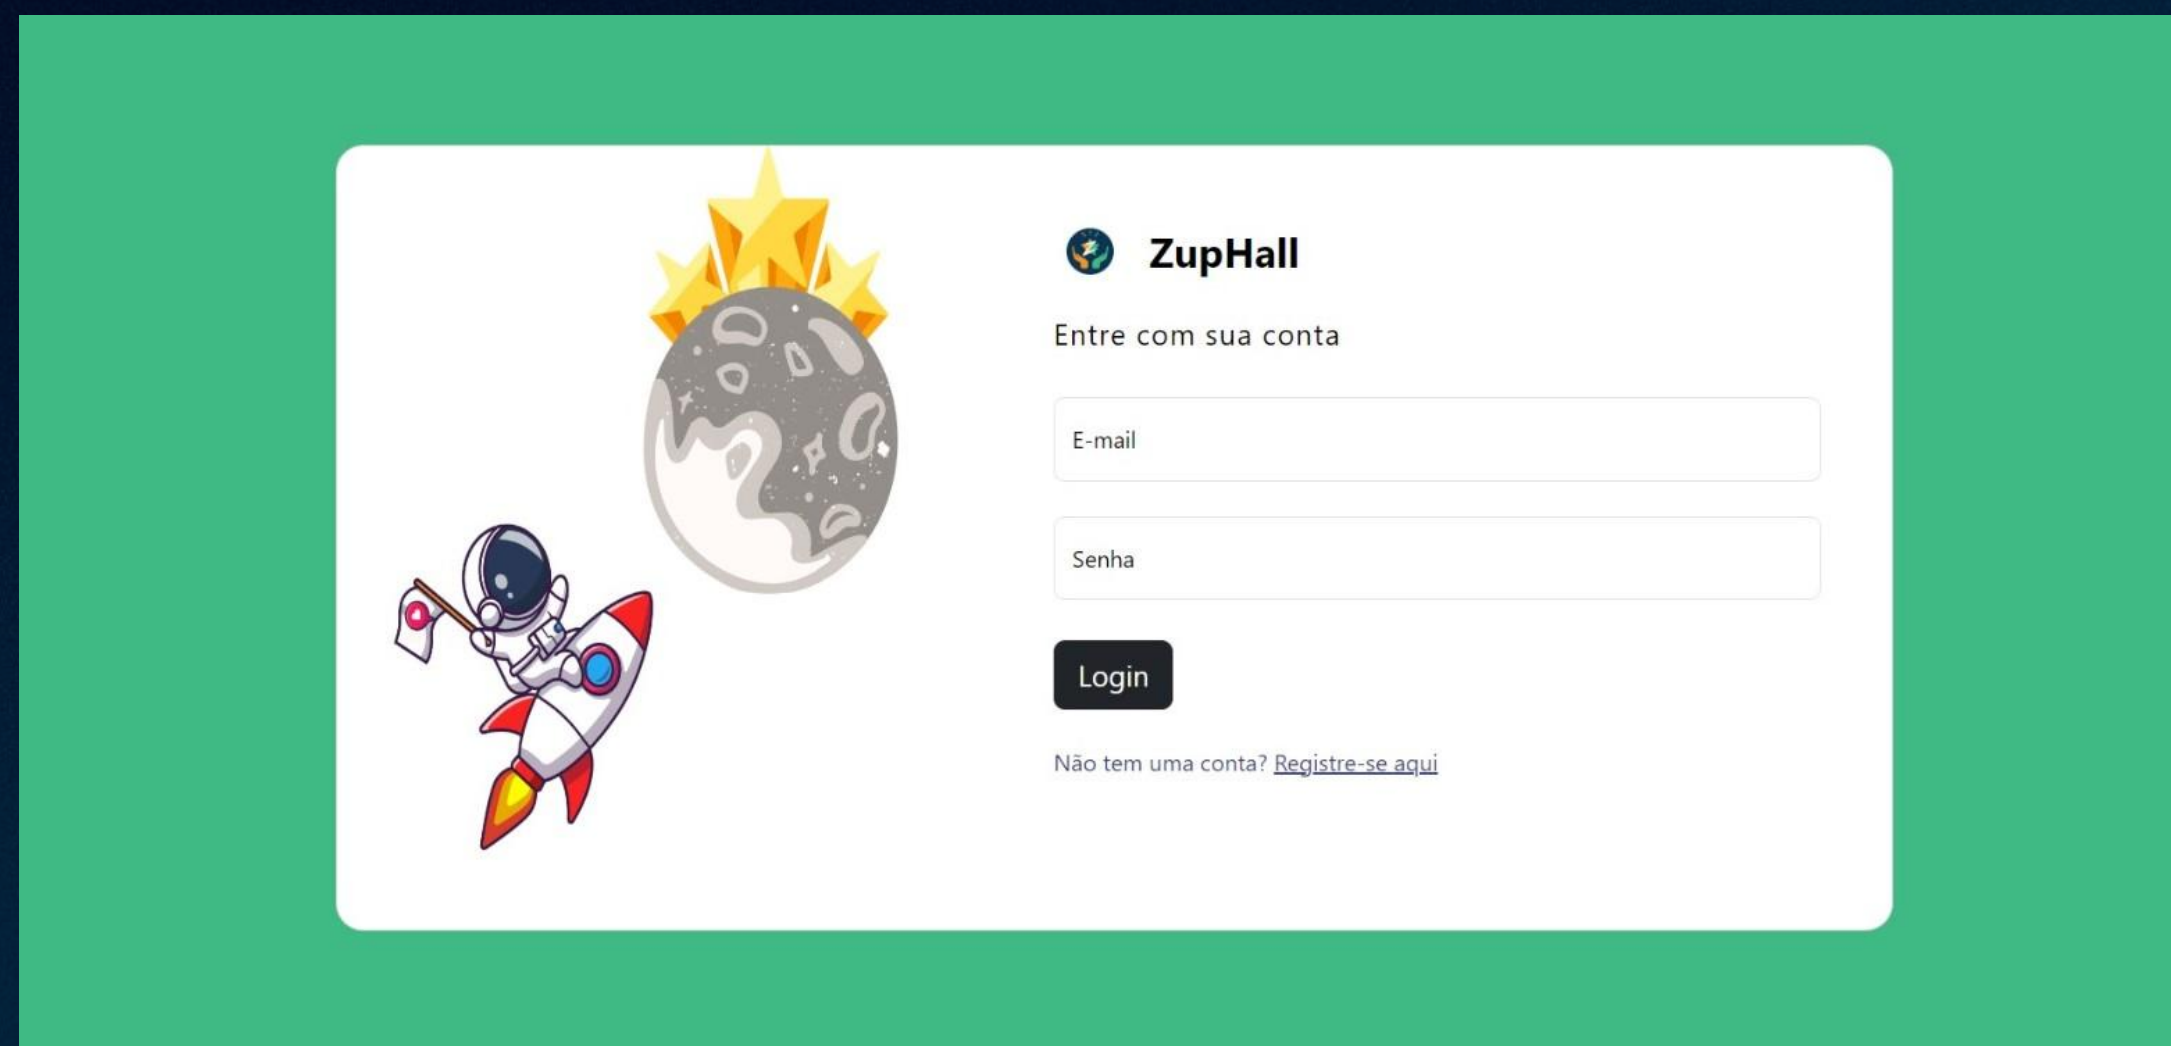 ZupHall
Entre com sua conta
E-mail
Senha
Login
Não tem uma conta? Registre-se aqui